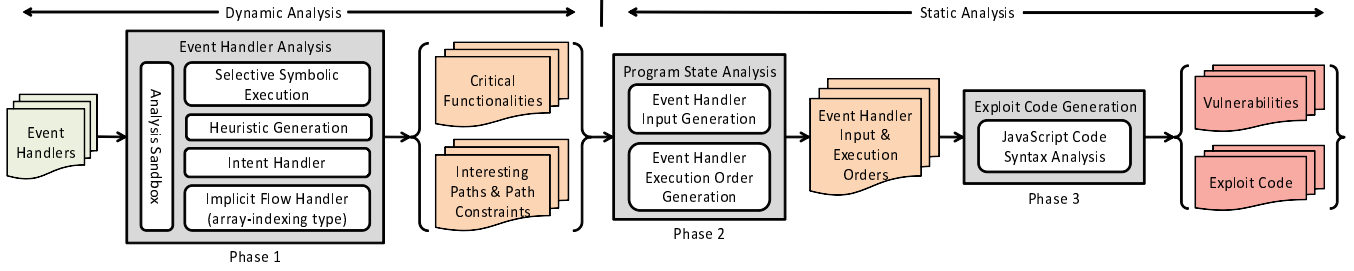 Dynamic Analysis
Static Analysis
Event
Handlers
Event Handler Analysis
Analysis Sandbox
Selective Symbolic
Execution
Heuristic Generation
Intent Handler
Implicit Flow Handler
(array-indexing type)
Phase 1
Critical
Functionalities
Interesting
Paths & Path
Constraints
Program State Analysis
Event Handler
Input Generation
Event Handler
Execution Order
Generation
Phase 2
Event Handler
Input &
Execution
Orders
Exploit Code Generation
JavaScript Code
Syntax Analysis
Phase 3
Vulnerabilities
Exploit Code